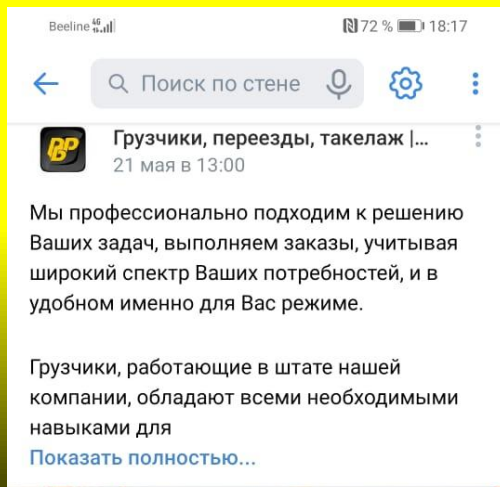 Beeline 4G 72 % 18:17
Поиск по стене
Грузчики, переезды, такелаж |...
21 мая в 13:00
Мы профессионально подходим к решению
Ваших задач, выполняем заказы, учитывая
широкий спектр Ваших потребностей, и в
удобном именно для Вас режиме.
Грузчики, работающие в штате нашей
компании, обладают всеми необходимыми
навыками для
Показать полностью...